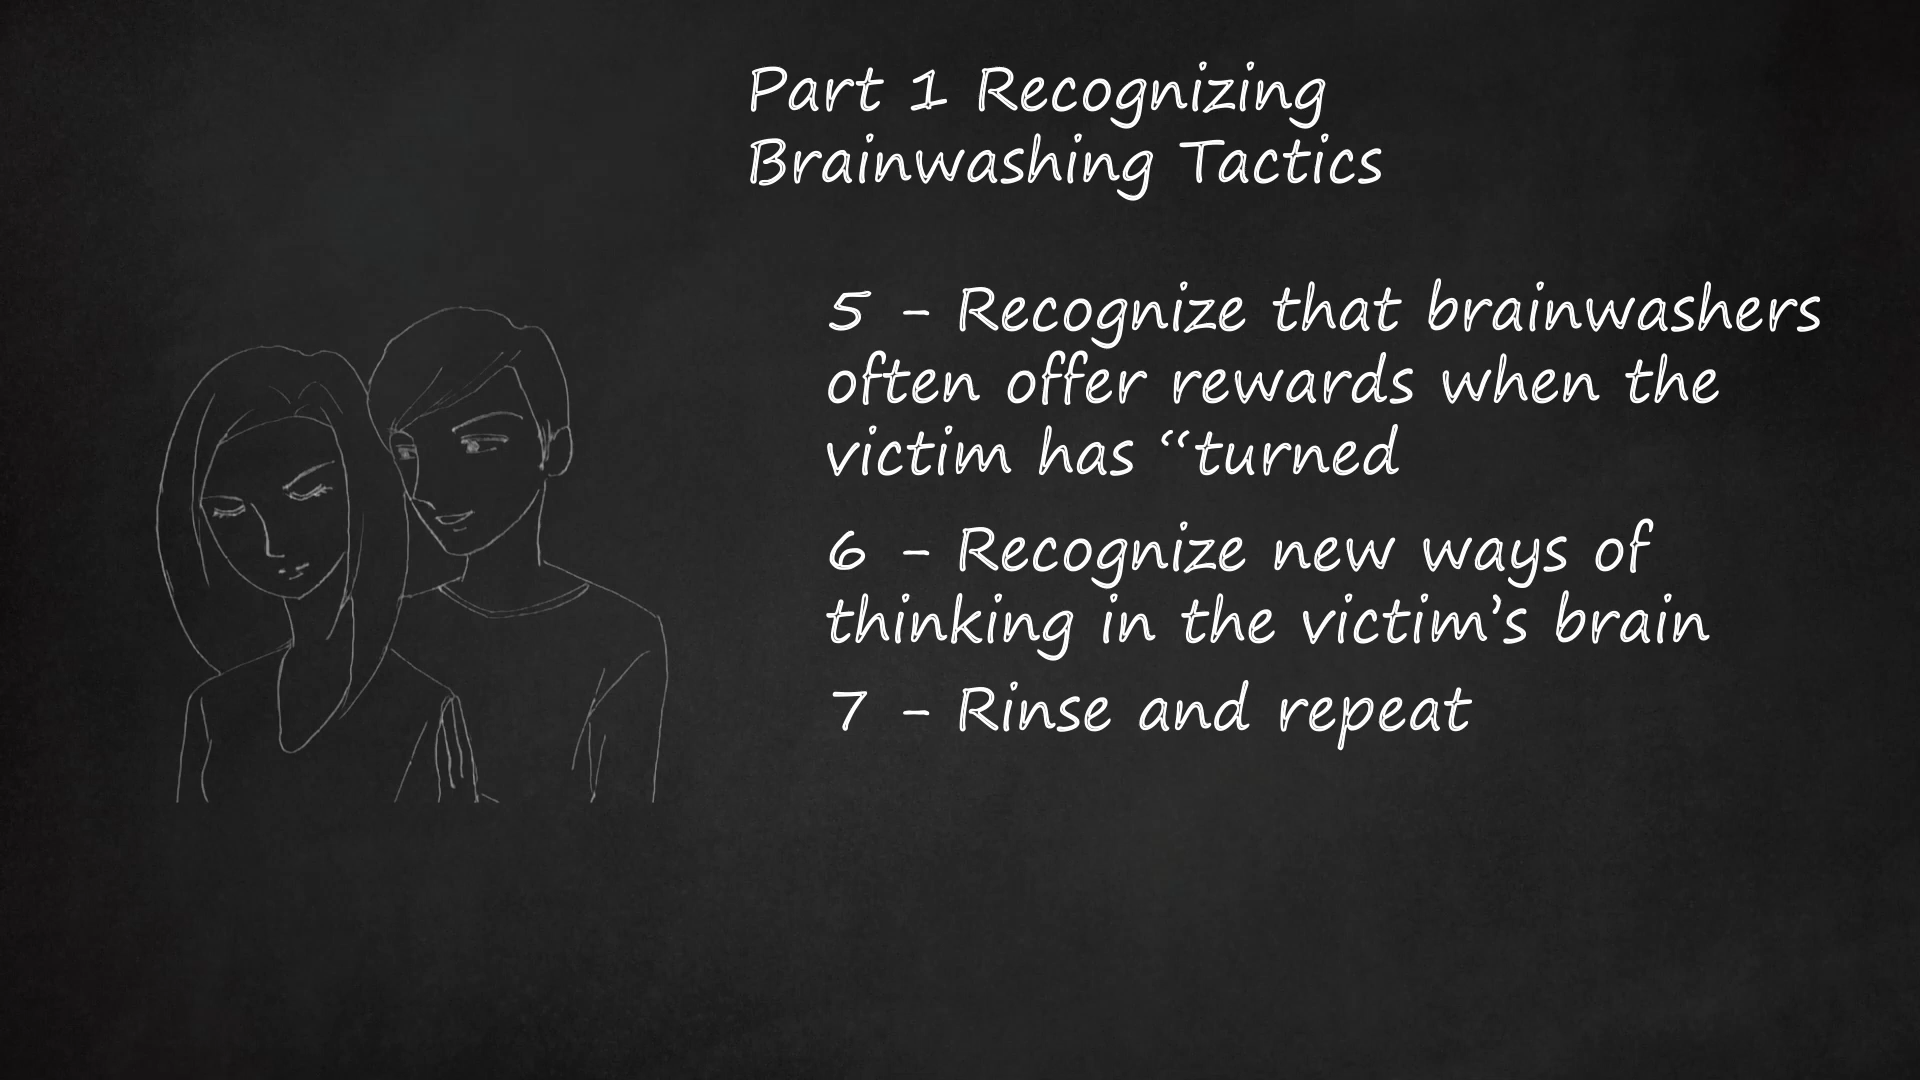 Part 1 Recognizing
Brainwashing Tactics
5 - Recognize that brainwashers
often offer rewards when the
victim has “turned
6 - Recognize new ways of
thinking in the victim’s brain
7 - Rinse and repeat